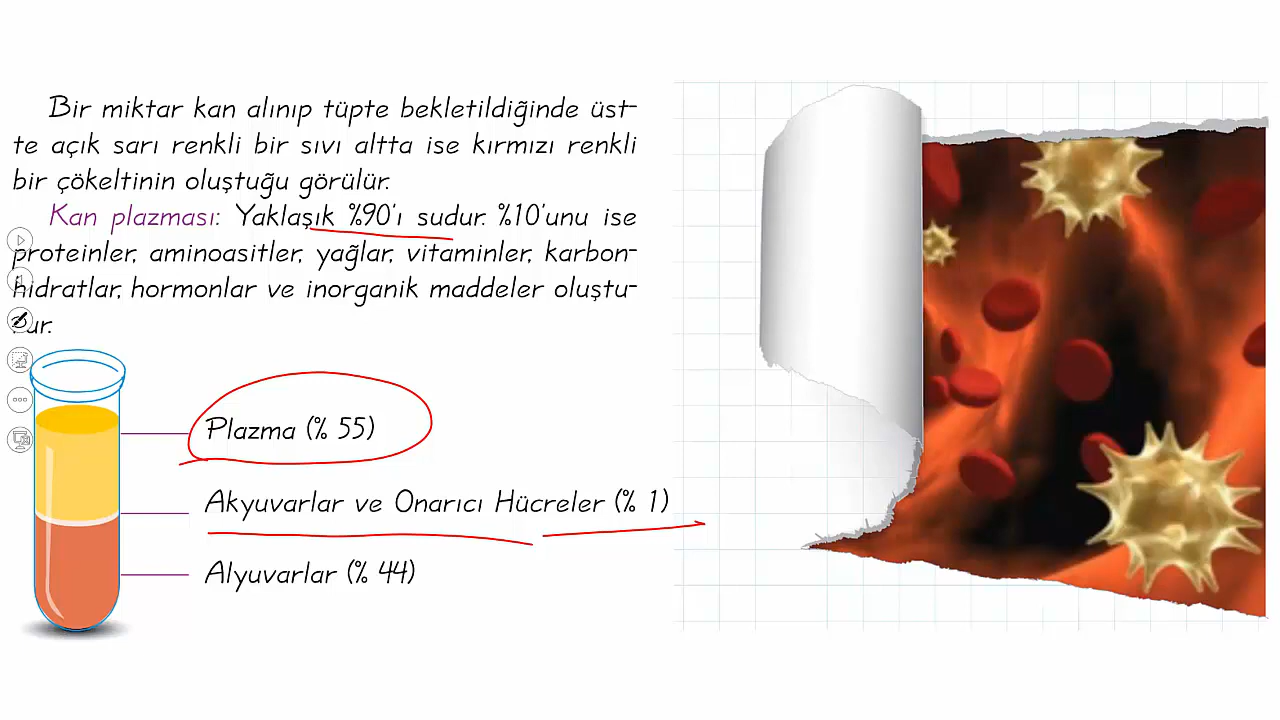 Bir miktar kan alınıp tüpte bekletildiğinde üst-
te açık sarı renkli bir sıvı altta ise kırmızı renkli
bir çökeltinin oluştuğu görülür.
Kan plazması: Yaklaşık %90'ı sudur. %10'unu ise
proteinler, aminoasitler, yağlar, vitaminler, karbon-
hidratlar, hormonlar ve inorganik maddeler oluştu-
rur.
Plazma (% 55)
Akyuvarlar ve Onarıcı Hücreler (% 1)
Alyuvarlar (% 44)